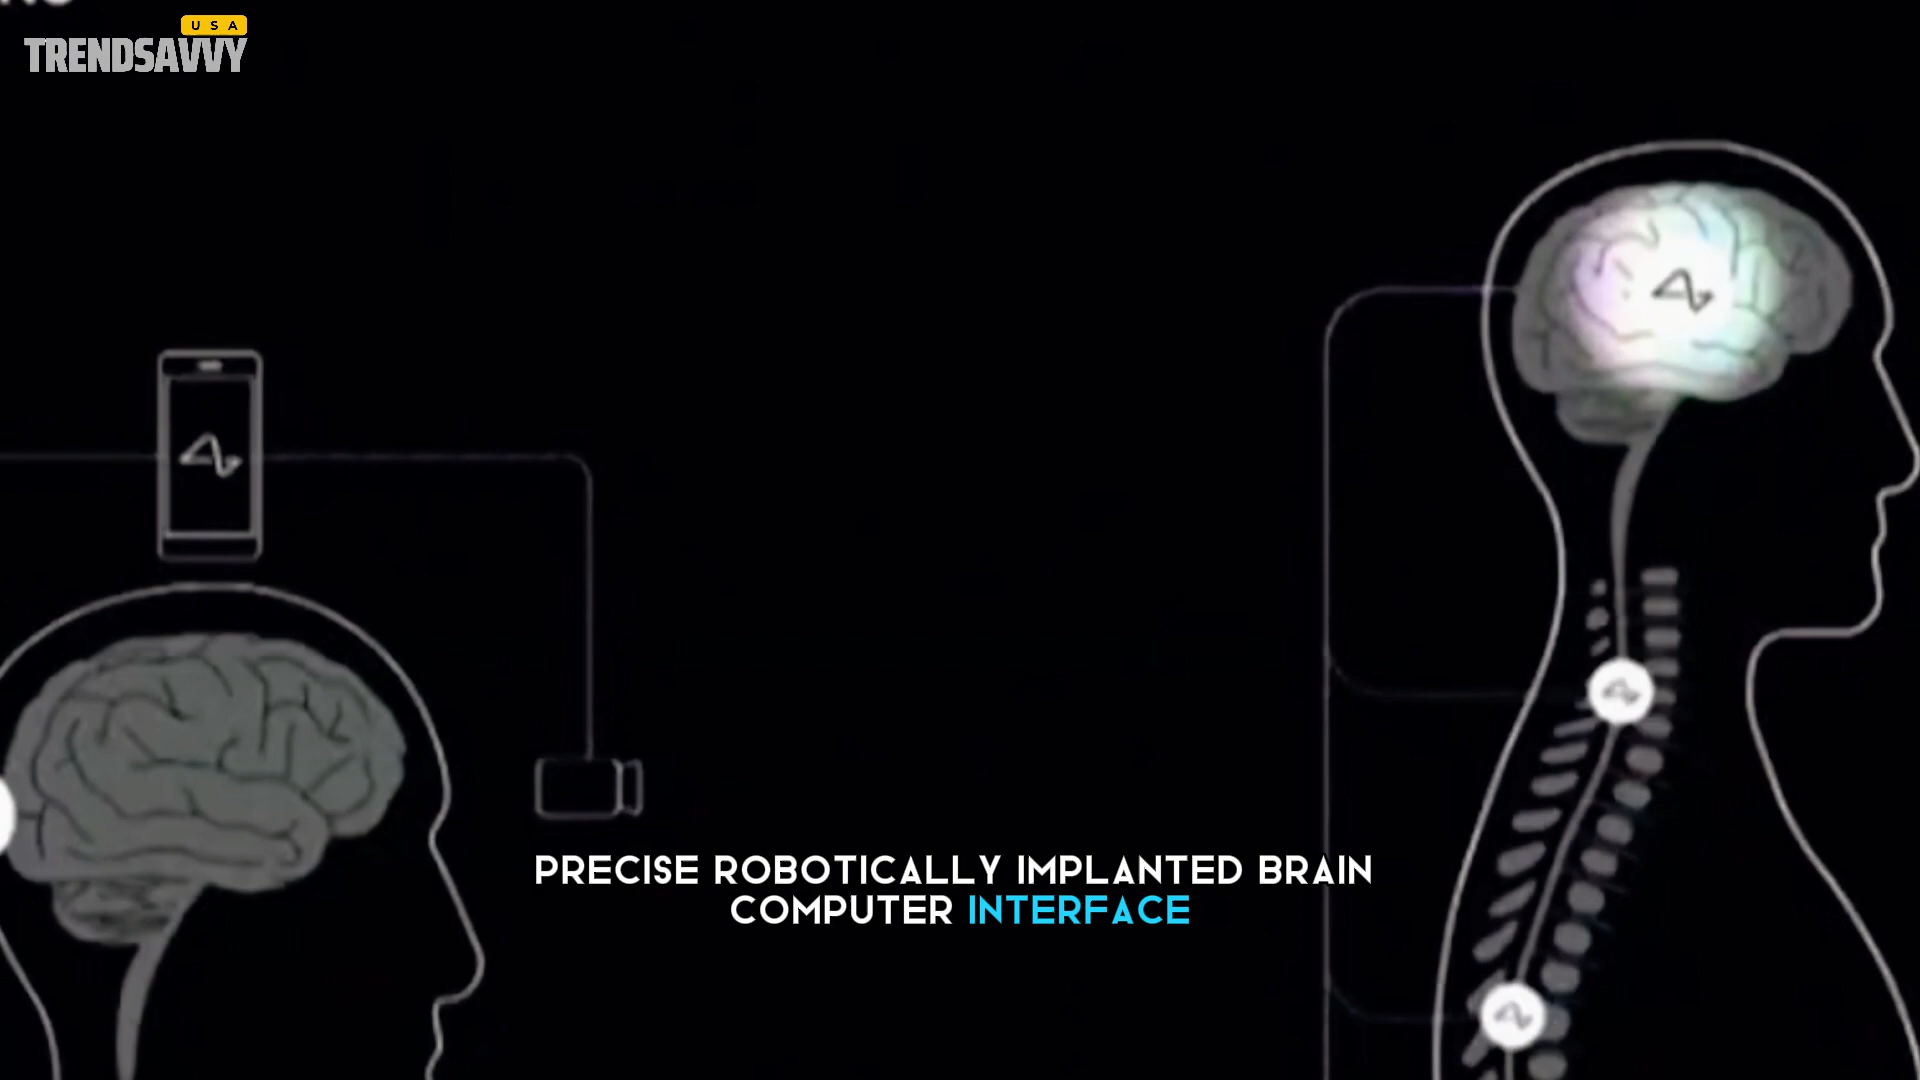 USA
TRENDSAVVY
PRECISE ROBOTICALLY IMPLANTED BRAIN
COMPUTER INTERFACE